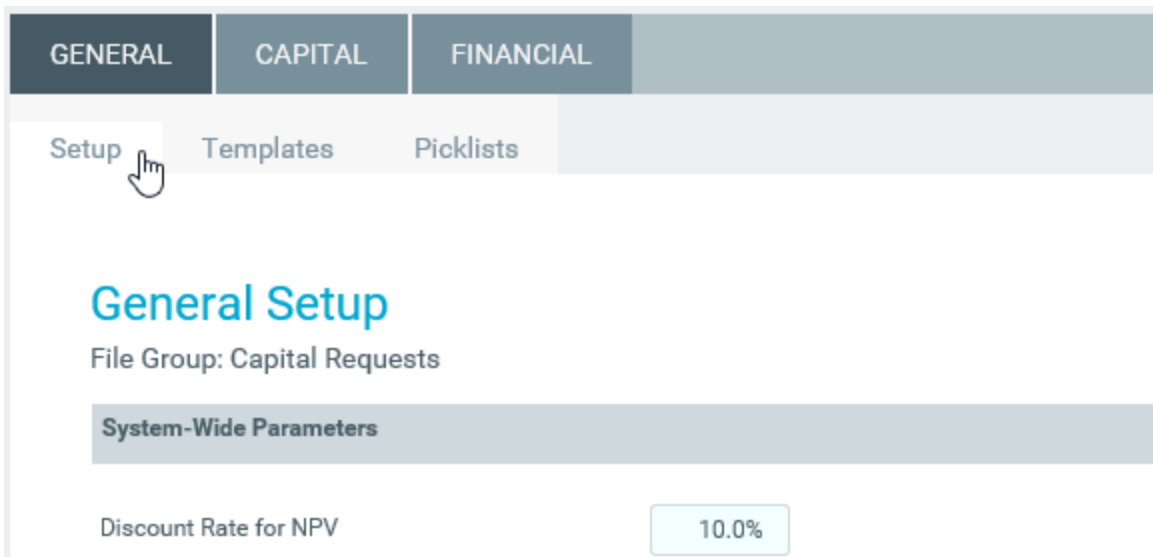 GENERAL CAPITAL FINANCIAL
Setup Templates Picklists
General Setup
File Group: Capital Requests
System-Wide Parameters
Discount Rate for NPV 10.0%